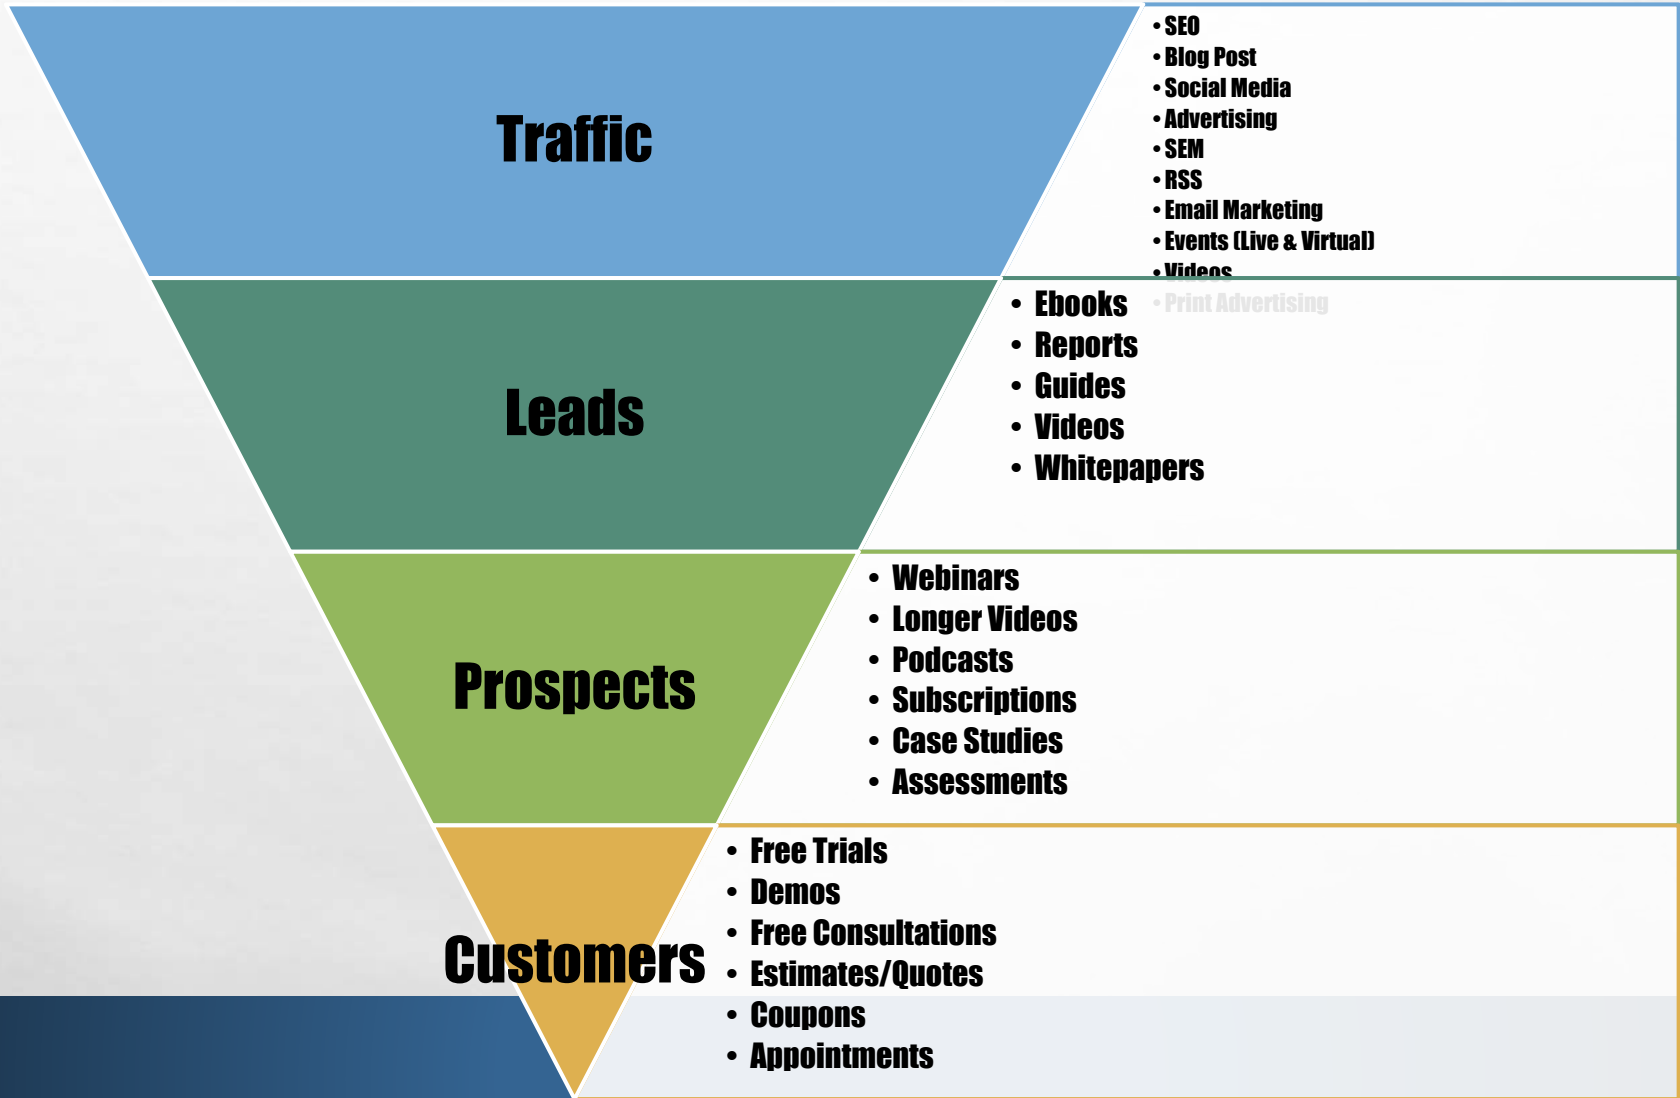 Traffic
• SEO
• Blog Post
• Social Media
• Advertising
• SEM
• RSS
• Email Marketing
• Events (Live & Virtual)
• Videos
• Print Advertising
Leads
• Ebooks
• Reports
• Guides
• Videos
• Whitepapers
Prospects
• Webinars
• Longer Videos
• Podcasts
• Subscriptions
• Case Studies
• Assessments
Customers
• Free Trials
• Demos
• Free Consultations
• Estimates/Quotes
• Coupons
• Appointments